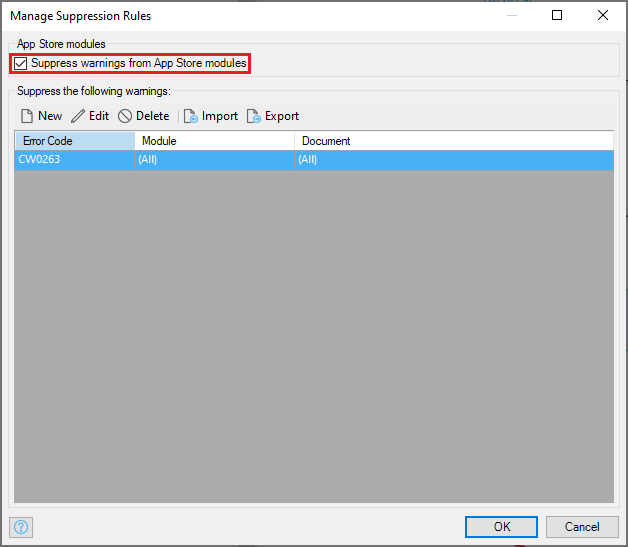 Manage Suppression Rules
App Store modules
Suppress warnings from App Store modules
Suppress the following warnings:
New Edit Delete Import Export
Error Code Module Document
CW0263 (All) (All)
OK Cancel